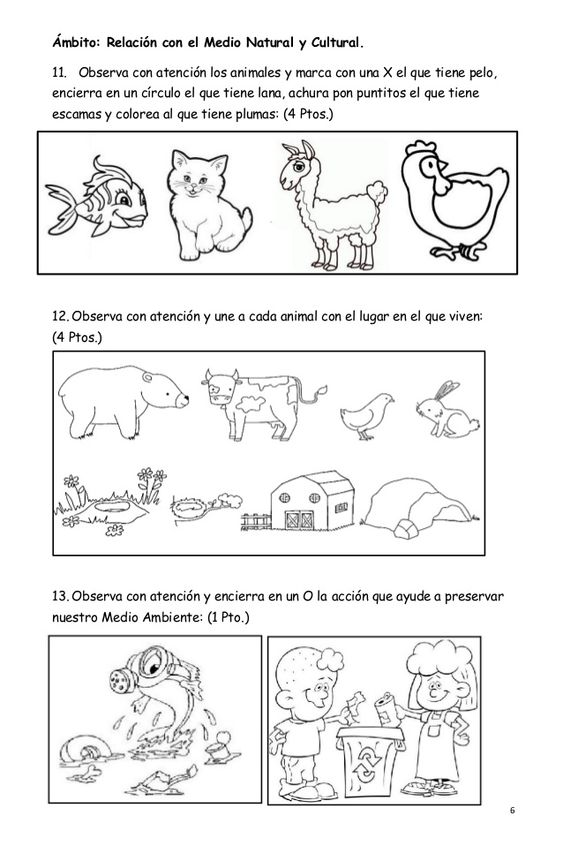 Ámbito: Relación con el Medio Natural y Cultural.
11. Observa con atención los animales y marca con una X el que tiene pelo,
encierra en un círculo el que tiene lana, achura pon puntitos el que tiene
escamas y colorea al que tiene plumas: (4 Ptos.)
12. Observa con atención y une a cada animal con el lugar en el que viven:
(4 Ptos.)
13. Observa con atención y encierra en un O la acción que ayude a preservar
nuestro Medio Ambiente: (1 Pto.)
6